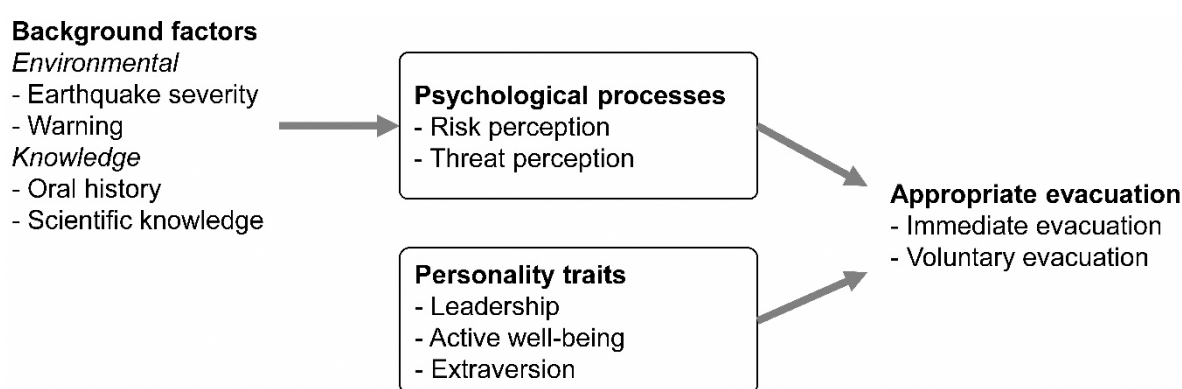 Background factors
Environmental
- Earthquake severity
- Warning
Knowledge
- Oral history
- Scientific knowledge
Psychological processes
- Risk perception
- Threat perception
Personality traits
- Leadership
- Active well-being
- Extraversion
Appropriate evacuation
- Immediate evacuation
- Voluntary evacuation